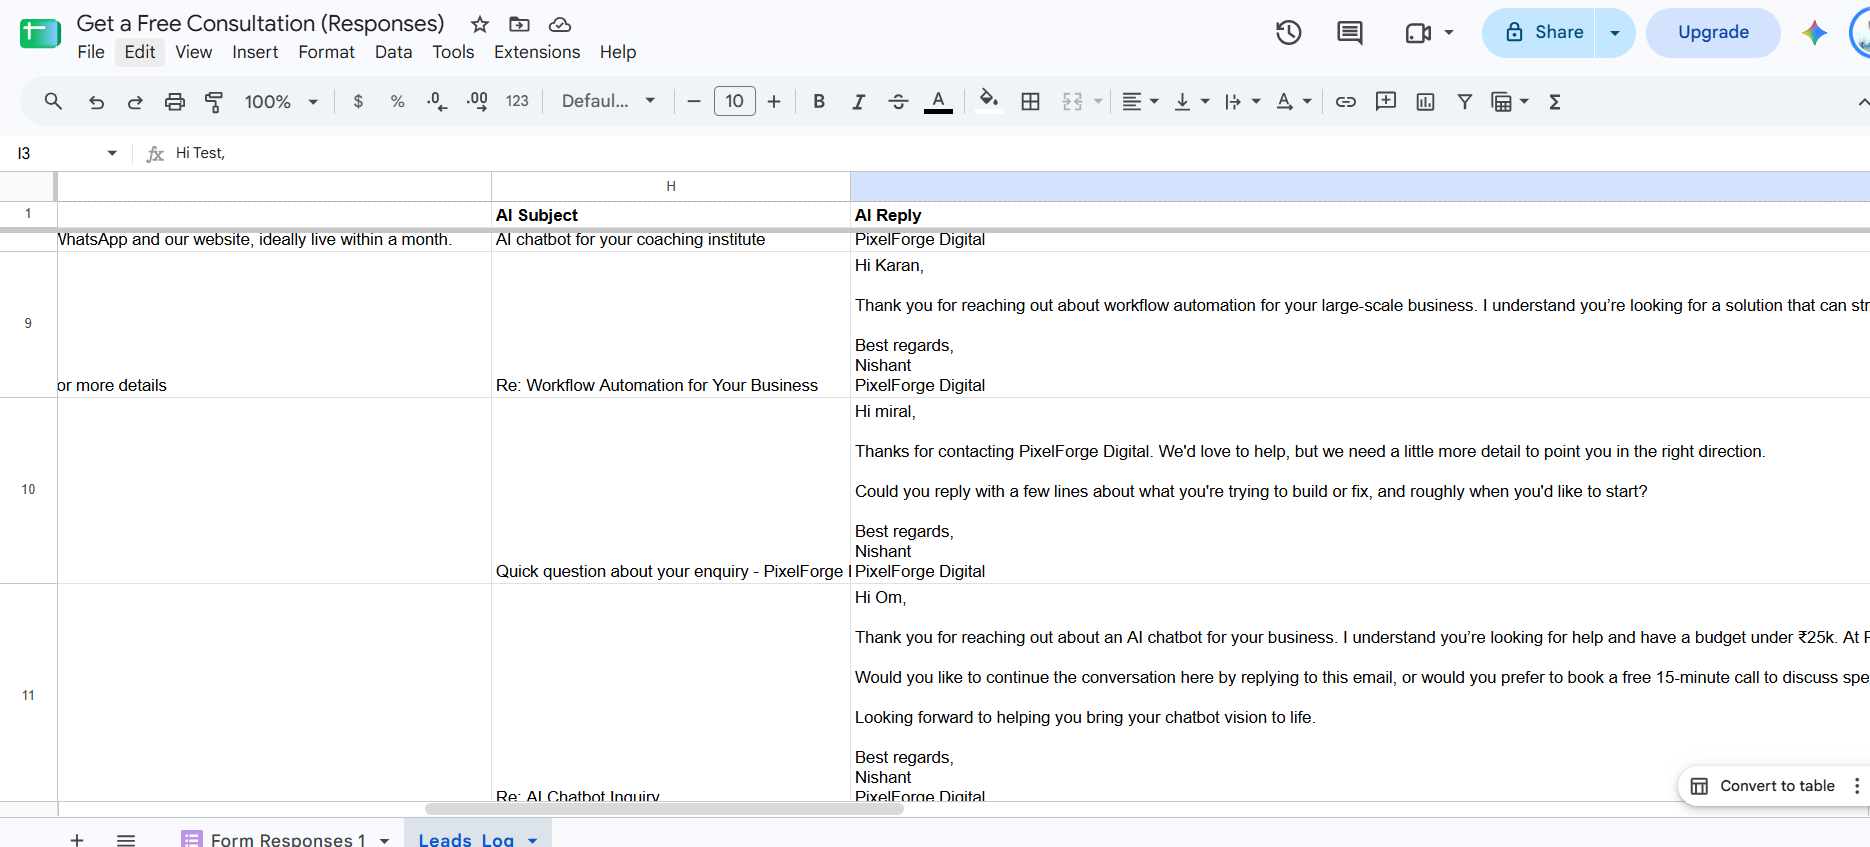 Get a Free Consultation (Responses)
File Edit View Insert Format Data Tools Extensions Help
Share
Upgrade
100% $ % .0 .00 123 Defaul... 10 B I A
I3 fx Hi Test,
H
1 AI Subject AI Reply
WhatsApp and our website, ideally live within a month. AI chatbot for your coaching institute PixelForge Digital
Hi Karan,
Thank you for reaching out about workflow automation for your large-scale business. I understand you’re looking for a solution that can str
9
Best regards,
Nishant
or more details Re: Workflow Automation for Your Business PixelForge Digital
Hi miral,
Thanks for contacting PixelForge Digital. We'd love to help, but we need a little more detail to point you in the right direction.
10 Could you reply with a few lines about what you're trying to build or fix, and roughly when you'd like to start?
Best regards,
Nishant
Quick question about your enquiry - PixelForge PixelForge Digital
Hi Om,
Thank you for reaching out about an AI chatbot for your business. I understand you’re looking for help and have a budget under ₹25k. At
Would you like to continue the conversation here by replying to this email, or would you prefer to book a free 15-minute call to discuss spe
11
Looking forward to helping you bring your chatbot vision to life.
Best regards,
Nishant
Re: AI Chatbot Inquiry PixelForge Digital
Convert to table
Form Responses 1 Leads_Log